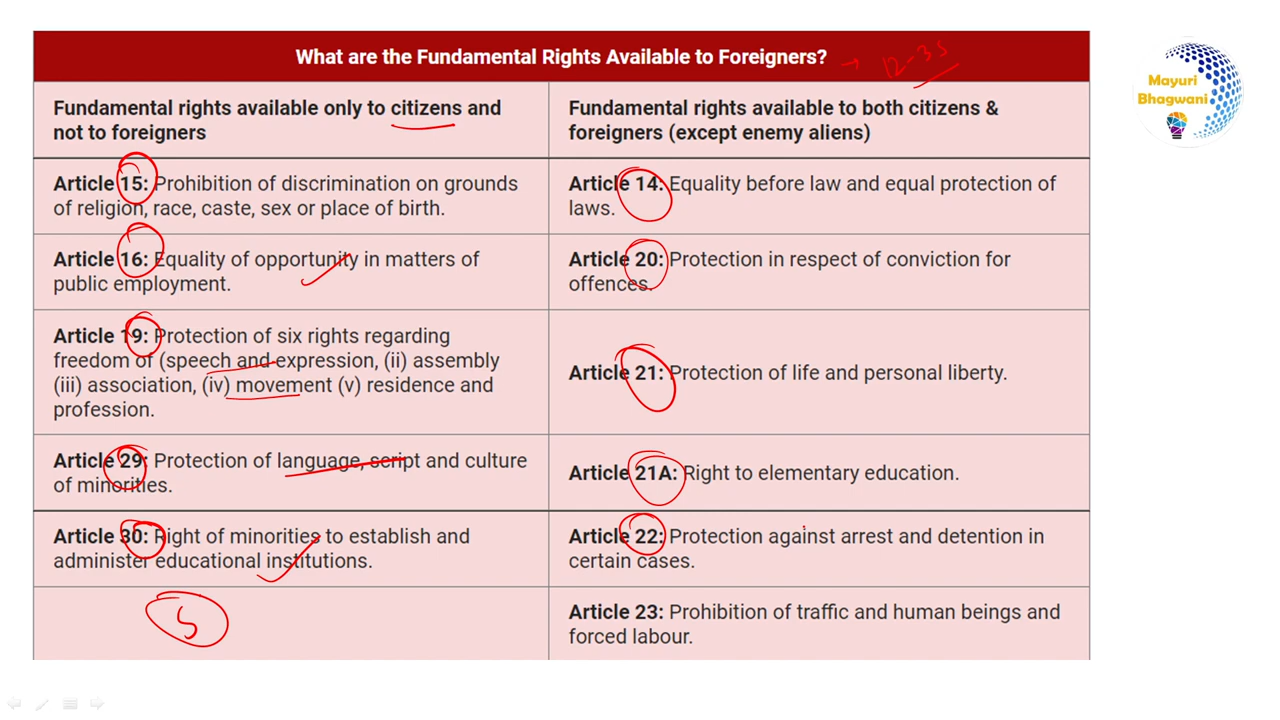 What are the Fundamental Rights Available to Foreigners? → 12-35
Mayuri
Bhagwani
Fundamental rights available only to citizens and
not to foreigners
Fundamental rights available to both citizens &
foreigners (except enemy aliens)
Article 15: Prohibition of discrimination on grounds
of religion, race, caste, sex or place of birth.
Article 14: Equality before law and equal protection of
laws.
Article 16: Equality of opportunity in matters of
public employment.
Article 20: Protection in respect of conviction for
offences.
Article 19: Protection of six rights regarding
freedom of (speech and expression, (ii) assembly
(iii) association, (iv) movement (v) residence and
profession.
Article 21: Protection of life and personal liberty.
Article 29: Protection of language, script and culture
of minorities.
Article 21A: Right to elementary education.
Article 30: Right of minorities to establish and
administer educational institutions.
Article 22: Protection against arrest and detention in
certain cases.
5
Article 23: Prohibition of traffic and human beings and
forced labour.